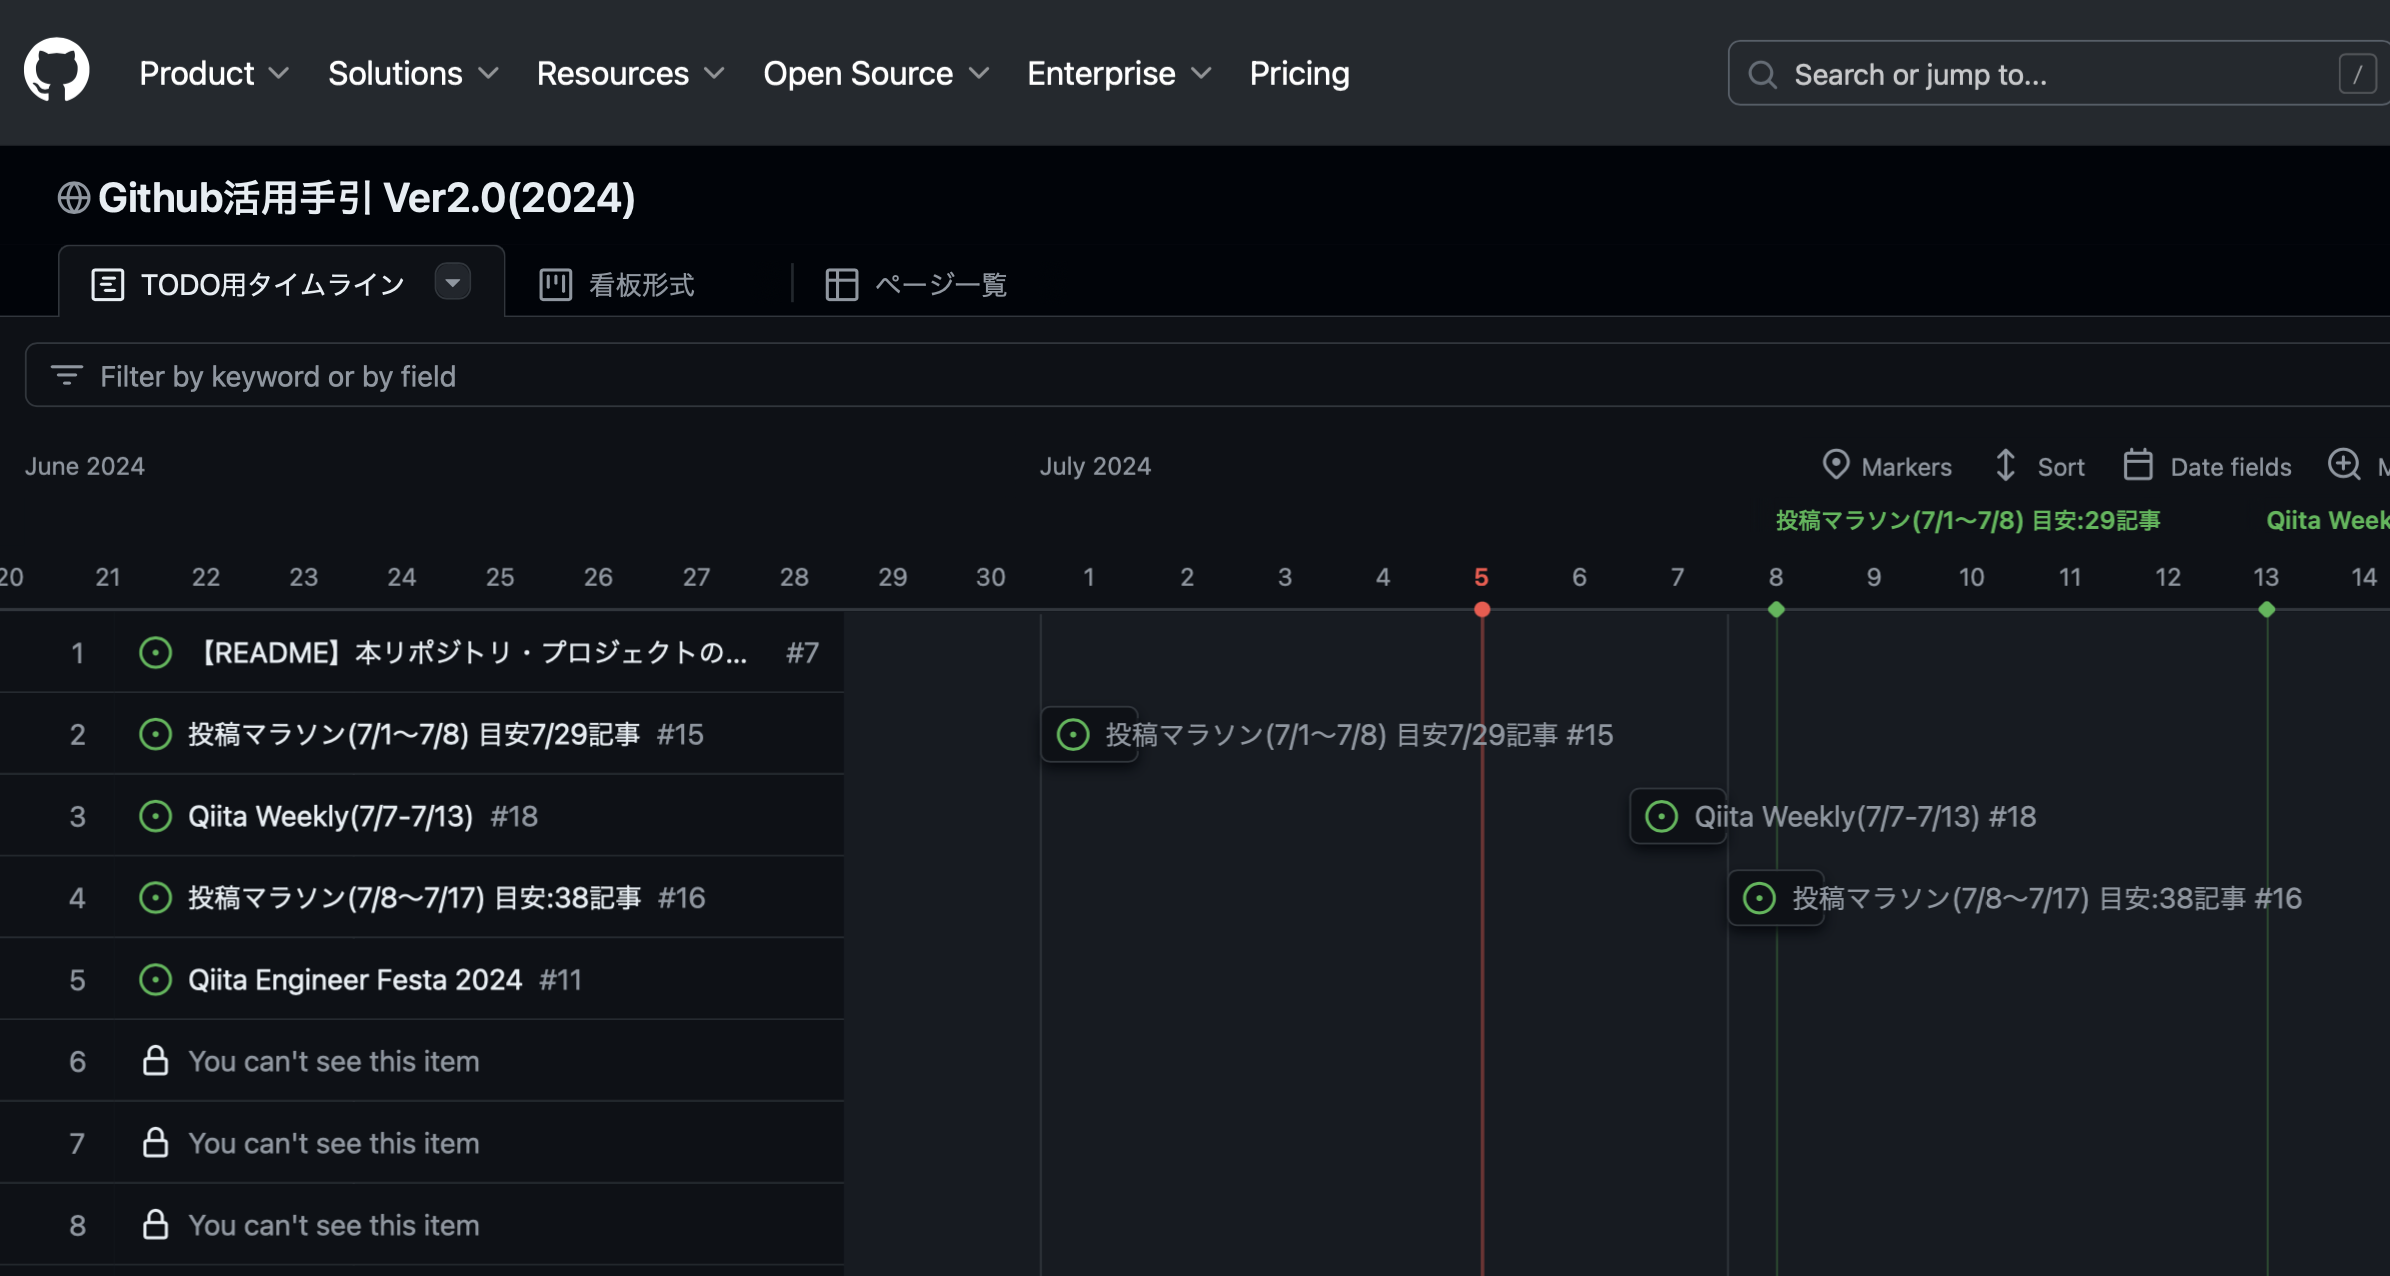 Product Solutions Resources Open Source Enterprise Pricing Search or jump to... /
Github活用手引 Ver2.0(2024)
TODO用タイムライン 看板形式 ページ一覧
Filter by keyword or by field
June 2024 July 2024 Markers Sort Date fields
投稿マラソン(7/1〜7/8) 目安:29記事 Qiita
20 21 22 23 24 25 26 27 28 29 30 1 2 3 4 5 6 7 8 9 10 11 12 13 14
1 【README】本リポジトリ・プロジェクトの... #7
2 投稿マラソン(7/1〜7/8) 目安7/29記事 #15 投稿マラソン(7/1〜7/8) 目安7/29記事 #15
3 Qiita Weekly(7/7-7/13) #18 Qiita Weekly(7/7-7/13) #18
4 投稿マラソン(7/8〜7/17) 目安:38記事 #16 投稿マラソン(7/8〜7/17) 目安:38記事 #16
5 Qiita Engineer Festa 2024 #11
6 You can't see this item
7 You can't see this item
8 You can't see this item